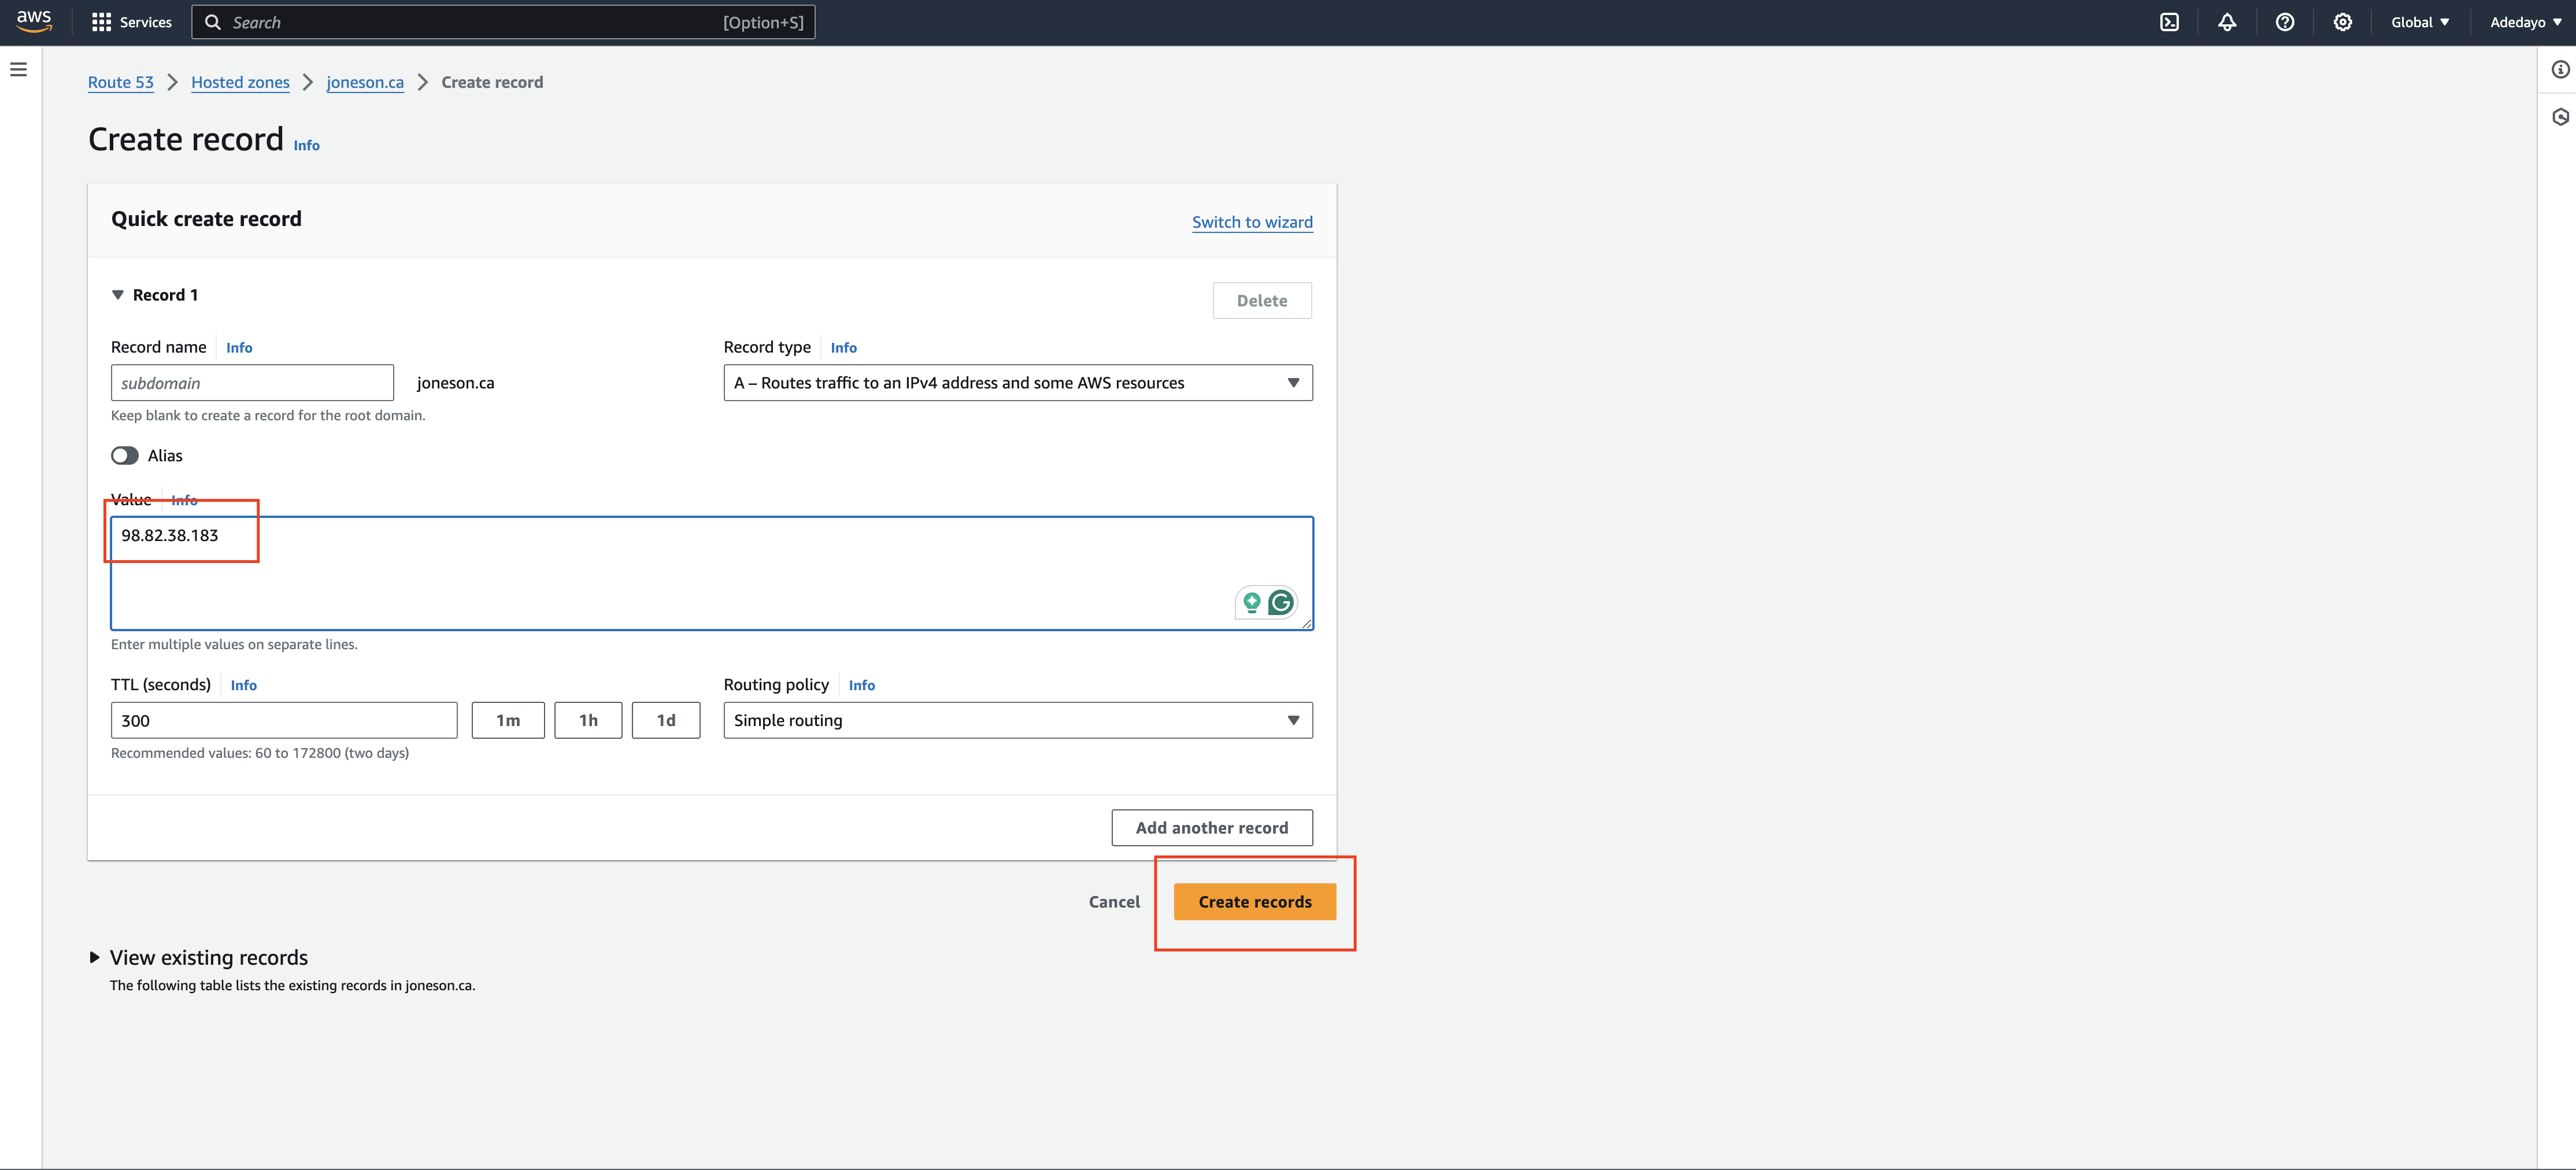 aws Services Search [Option+S] Global Adedayo
Route 53 Hosted zones joneson.ca Create record
Create record Info
Quick create record Switch to wizard
Record 1 Delete
Record name Info Record type Info
subdomain joneson.ca A – Routes traffic to an IPv4 address and some AWS resources
Keep blank to create a record for the root domain.
Alias
Value Info
98.82.38.183
Enter multiple values on separate lines.
TTL (seconds) Info Routing policy Info
300 1m 1h 1d Simple routing
Recommended values: 60 to 172800 (two days)
Add another record
Cancel Create records
View existing records
The following table lists the existing records in joneson.ca.